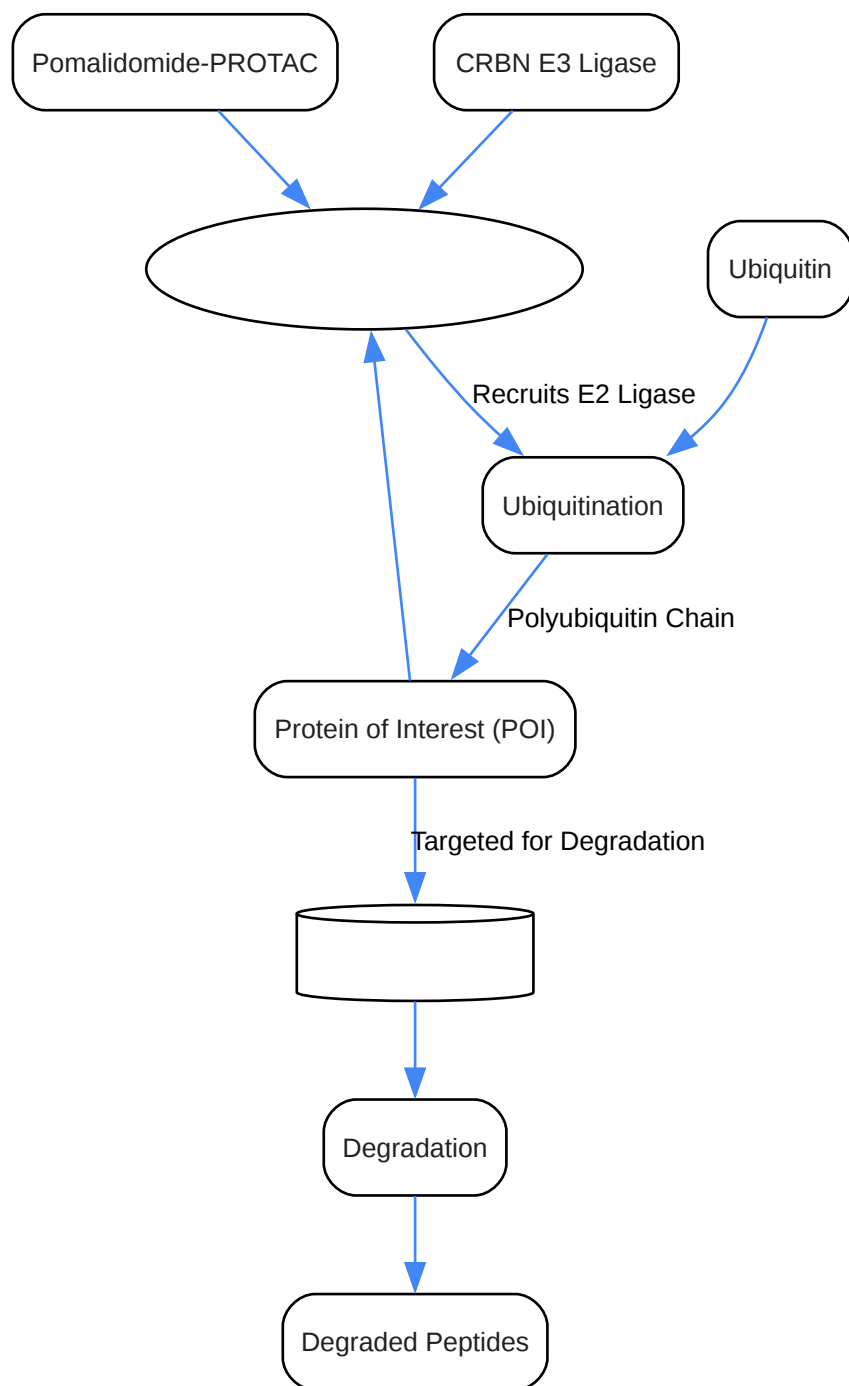 Pomalidomide-PROTAC
CRBN E3 Ligase
Ubiquitin
Recruits E2 Ligase
Ubiquitination
Polyubiquitin Chain
Protein of Interest (POI)
Targeted for Degradation
Degradation
Degraded Peptides